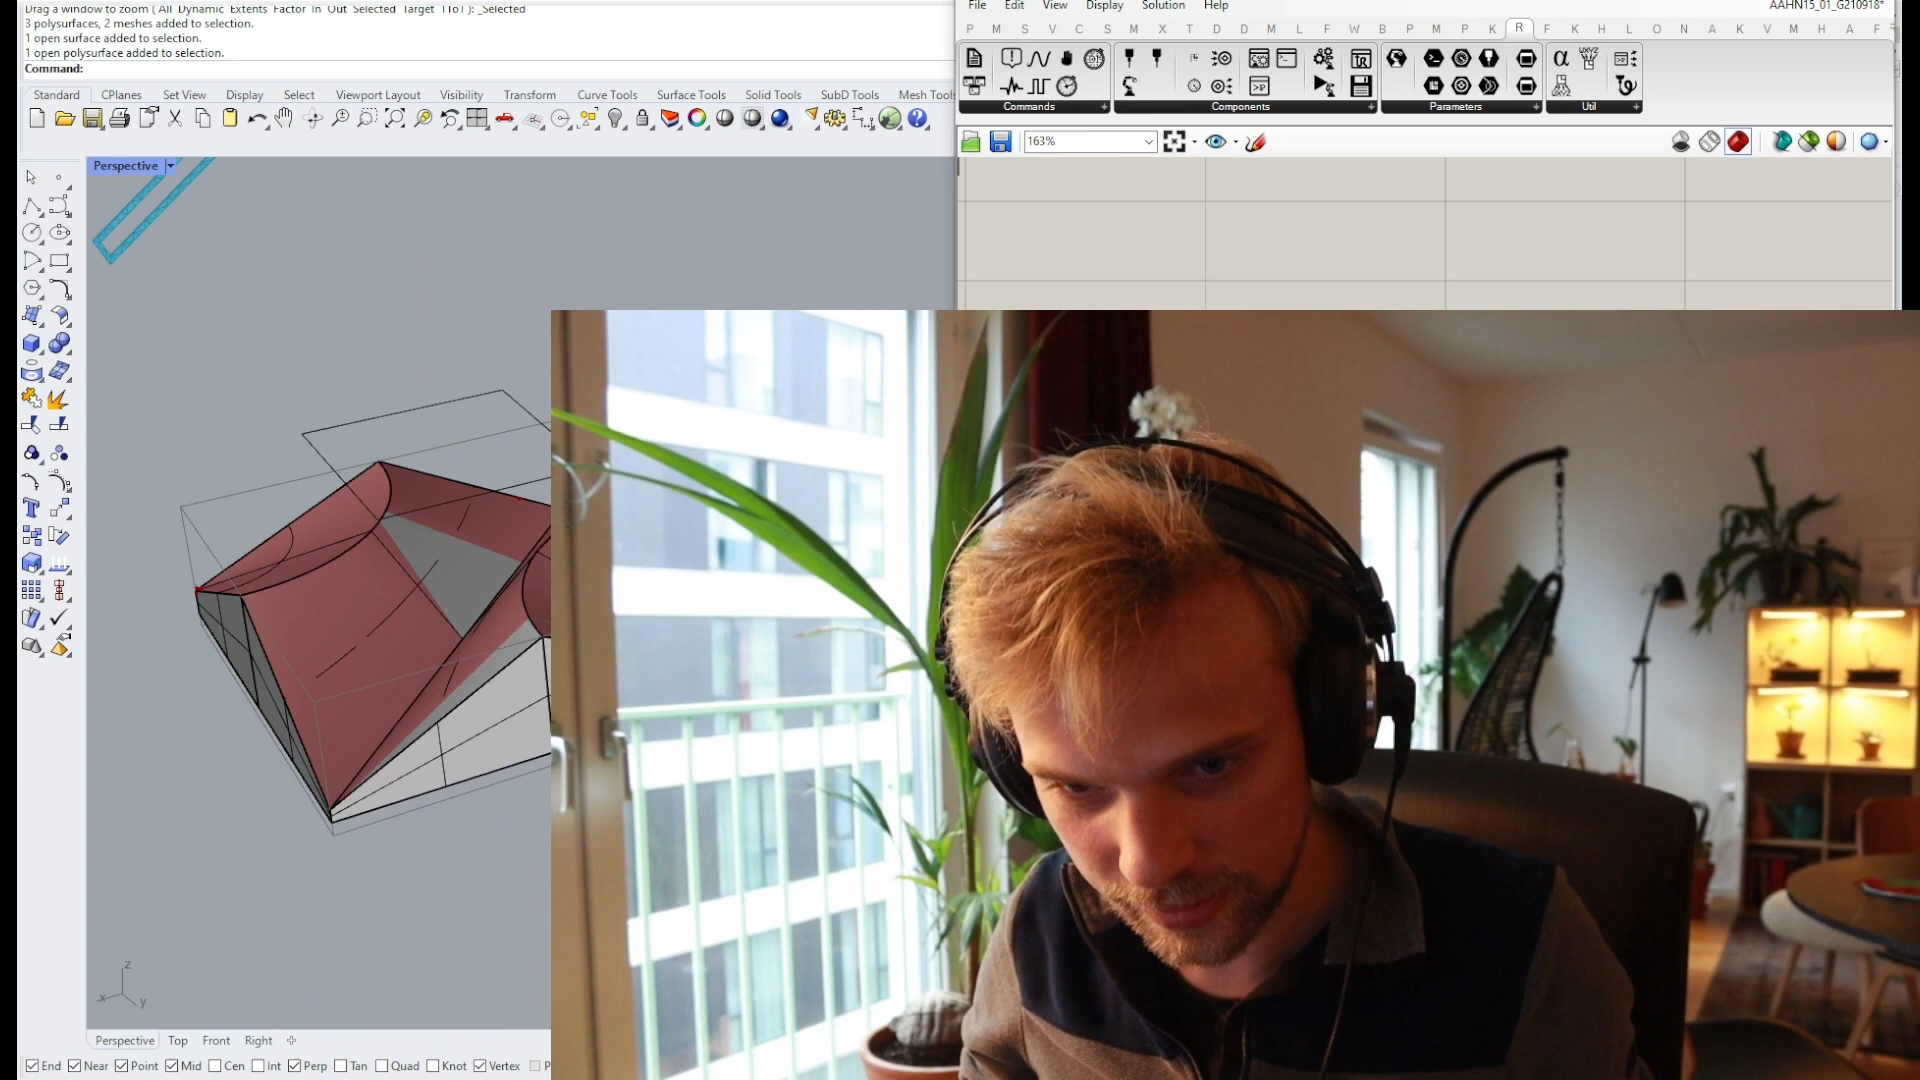 Drag a window to zoom ( All Dynamic Extents Factor In Out Selected Target 1To1 ): _Selected
3 polysurfaces, 2 meshes added to selection.
1 open surface added to selection.
1 open polysurface added to selection.
Command:
Standard CPlanes Set View Display Select Viewport Layout Visibility Transform Curve Tools Surface Tools Solid Tools SubD Tools Mesh Tools
Perspective
File Edit View Display Solution Help
AAHN15_01_G210918*
P M S V C S M X T D D M L F W B P M P K R F K H L O N A K V M H A F
Commands Components Parameters Util
163%
z
x y
Perspective Top Front Right
End Near Point Mid Cen Int Perp Tan Quad Knot Vertex P